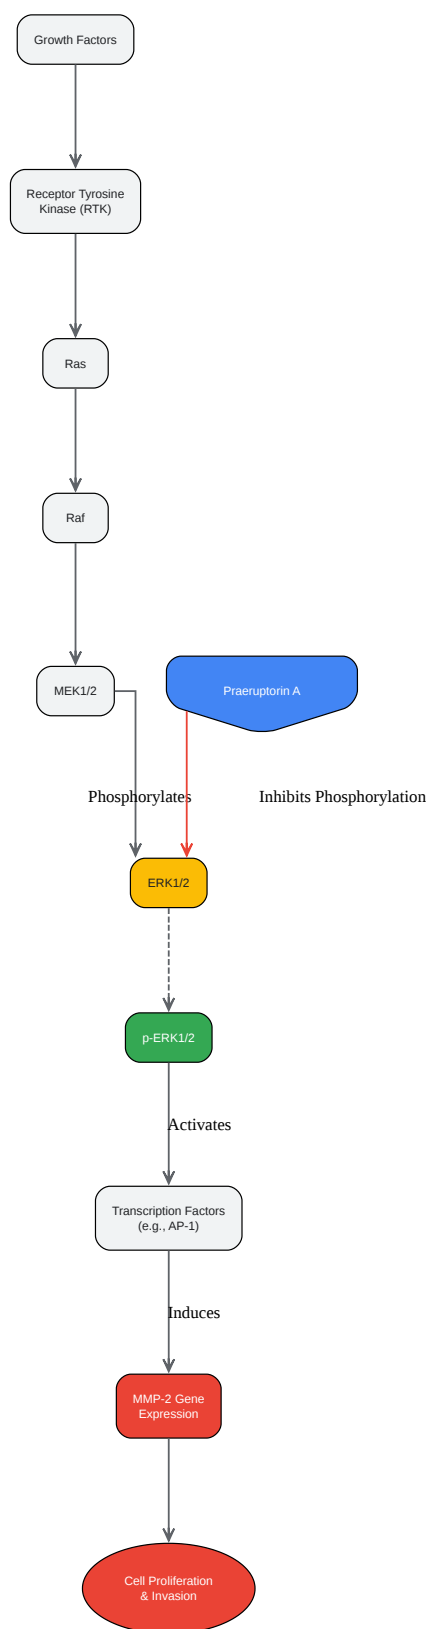 Growth Factors
Receptor Tyrosine
Kinase (RTK)
Ras
Raf
MEK1/2
Praeruptorin A
Phosphorylates
Inhibits Phosphorylation
ERK1/2
p-ERK1/2
Activates
Transcription Factors
(e.g., AP-1)
Induces
MMP-2 Gene
Expression
Cell Proliferation
& Invasion